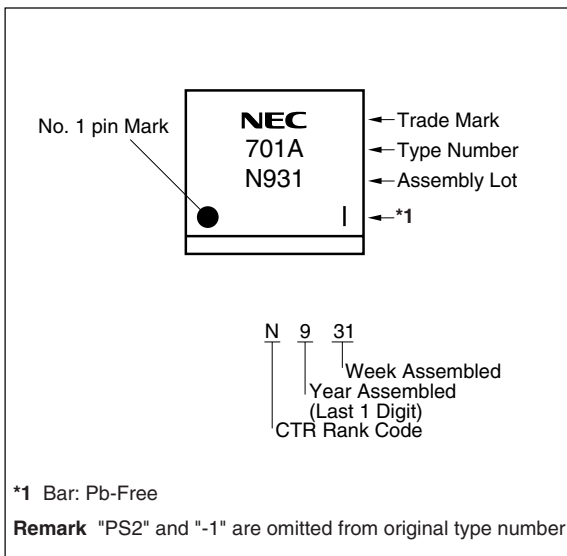 No. 1 pin Mark
NEC
701A
N931
Trade Mark
Type Number
Assembly Lot
*1
N 9 31
Week Assembled
Year Assembled
(Last 1 Digit)
CTR Rank Code
*1 Bar: Pb-Free
Remark "PS2" and "-1" are omitted from original type number